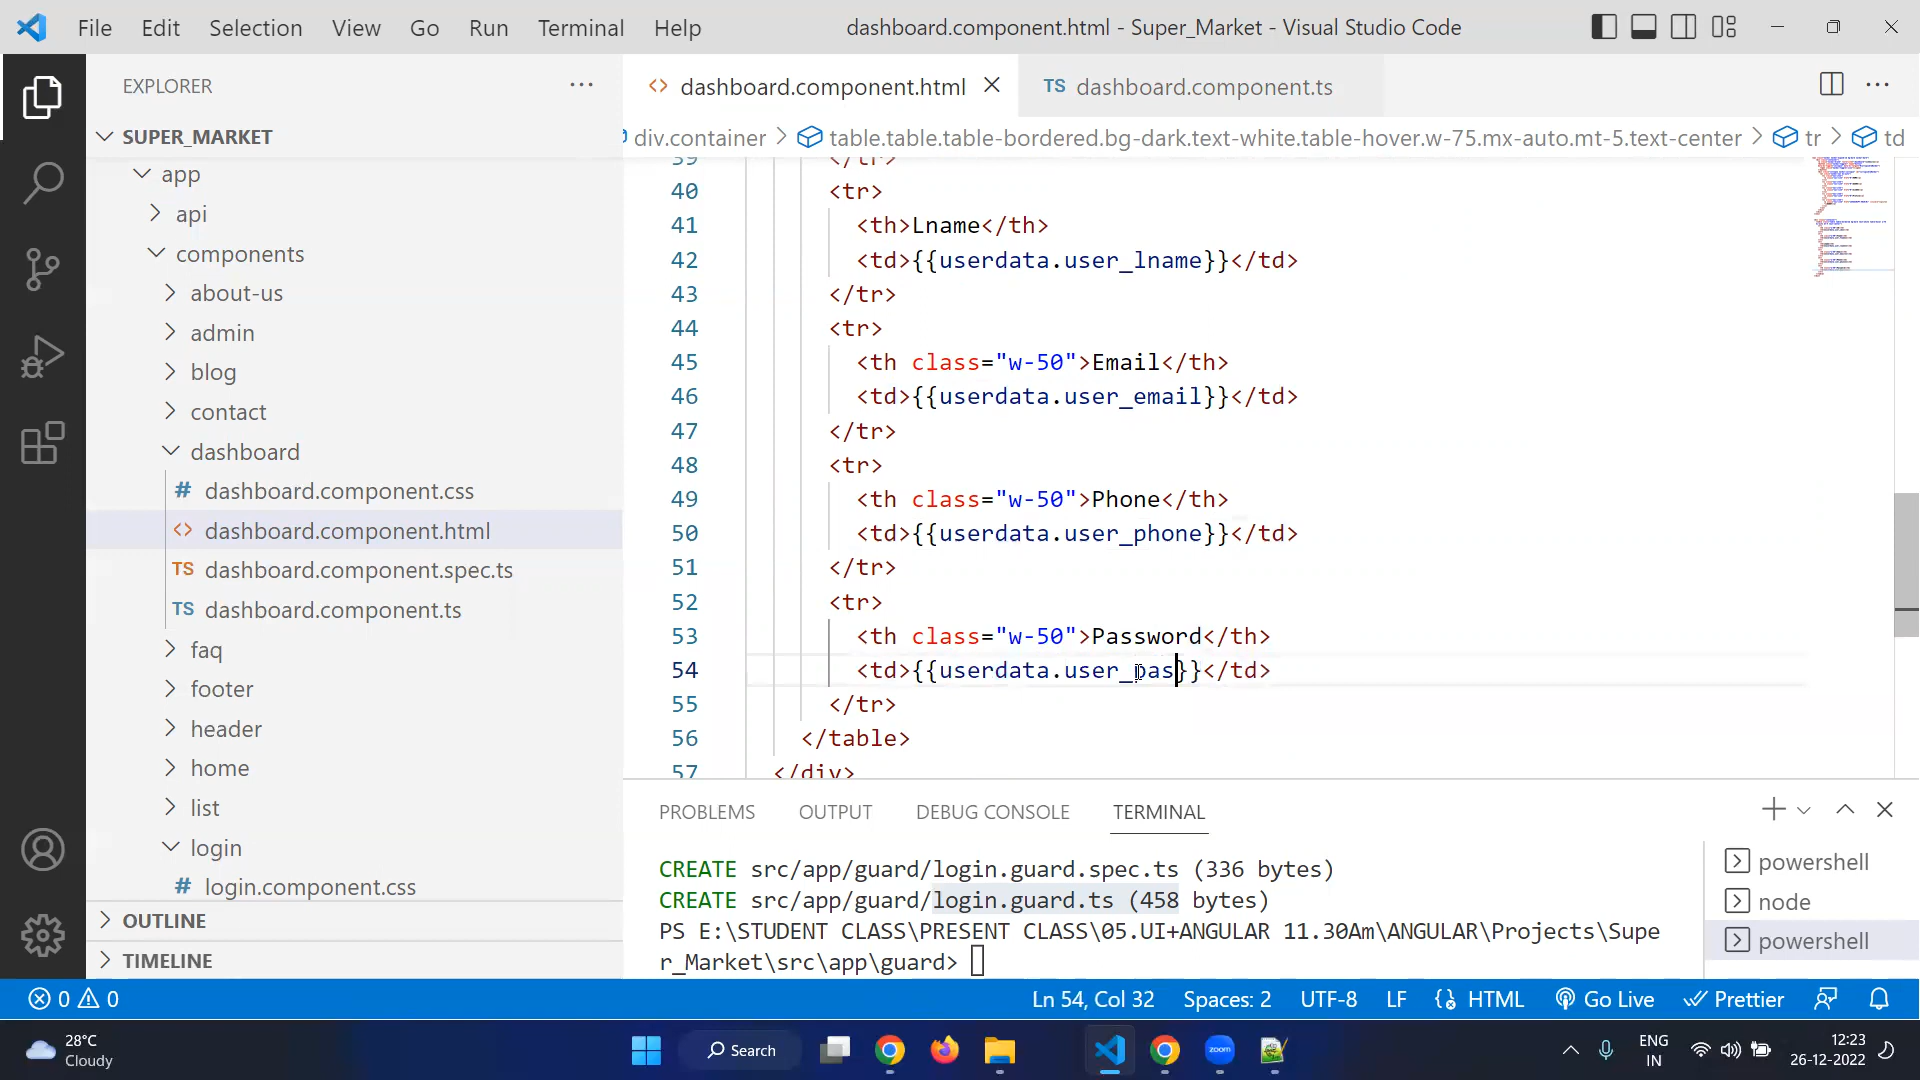 File Edit Selection View Go Run Terminal Help
dashboard.component.html - Super_Market - Visual Studio Code
EXPLORER
SUPER_MARKET
app
api
components
about-us
admin
blog
contact
dashboard
# dashboard.component.css
<> dashboard.component.html
TS dashboard.component.spec.ts
TS dashboard.component.ts
faq
footer
header
home
list
login
# login.component.css
OUTLINE
TIMELINE
<> dashboard.component.html
TS dashboard.component.ts
div.container > table.table.table-bordered.bg-dark.text-white.table-hover.w-75.mx-auto.mt-5.text-center > tr > td
39 </tr>
40 <tr>
41 <th>Lname</th>
42 <td>{{userdata.user_lname}}</td>
43 </tr>
44 <tr>
45 <th class="w-50">Email</th>
46 <td>{{userdata.user_email}}</td>
47 </tr>
48 <tr>
49 <th class="w-50">Phone</th>
50 <td>{{userdata.user_phone}}</td>
51 </tr>
52 <tr>
53 <th class="w-50">Password</th>
54 <td>{{userdata.user_pas}}</td>
55 </tr>
56 </table>
57 </div>
PROBLEMS OUTPUT DEBUG CONSOLE TERMINAL
CREATE src/app/guard/login.guard.spec.ts (336 bytes)
CREATE src/app/guard/login.guard.ts (458 bytes)
PS E:\STUDENT CLASS\PRESENT CLASS\05.UI+ANGULAR 11.30Am\ANGULAR\Projects\Supe
r_Market\src\app\guard>
powershell
node
powershell
0 0
Ln 54, Col 32 Spaces: 2 UTF-8 LF HTML Go Live Prettier
28°C
Cloudy
Search
zoom
ENG
IN
12:23
26-12-2022